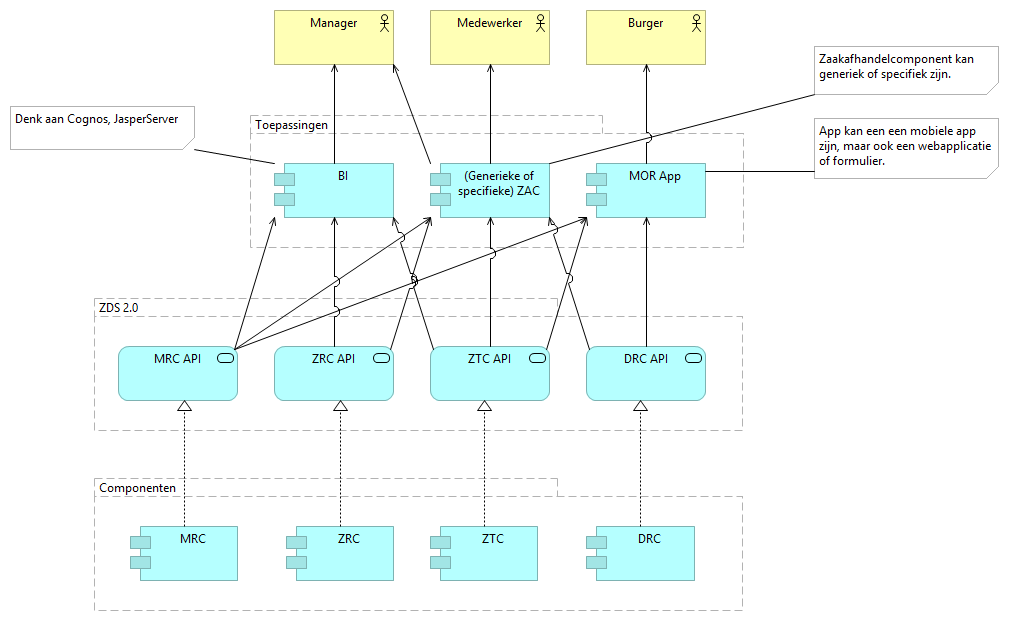 Manager
Medewerker
Burger
Zaakafhandelcomponent kan
generiek of specifiek zijn.
Denk aan Cognos, JasperServer
Toepassingen
App kan een een mobiele app
zijn, maar ook een webapplicatie
of formulier.
BI
(Generieke of
specifieke) ZAC
MOR App
ZDS 2.0
MRC API
ZRC API
ZTC API
DRC API
Componenten
MRC
ZRC
ZTC
DRC